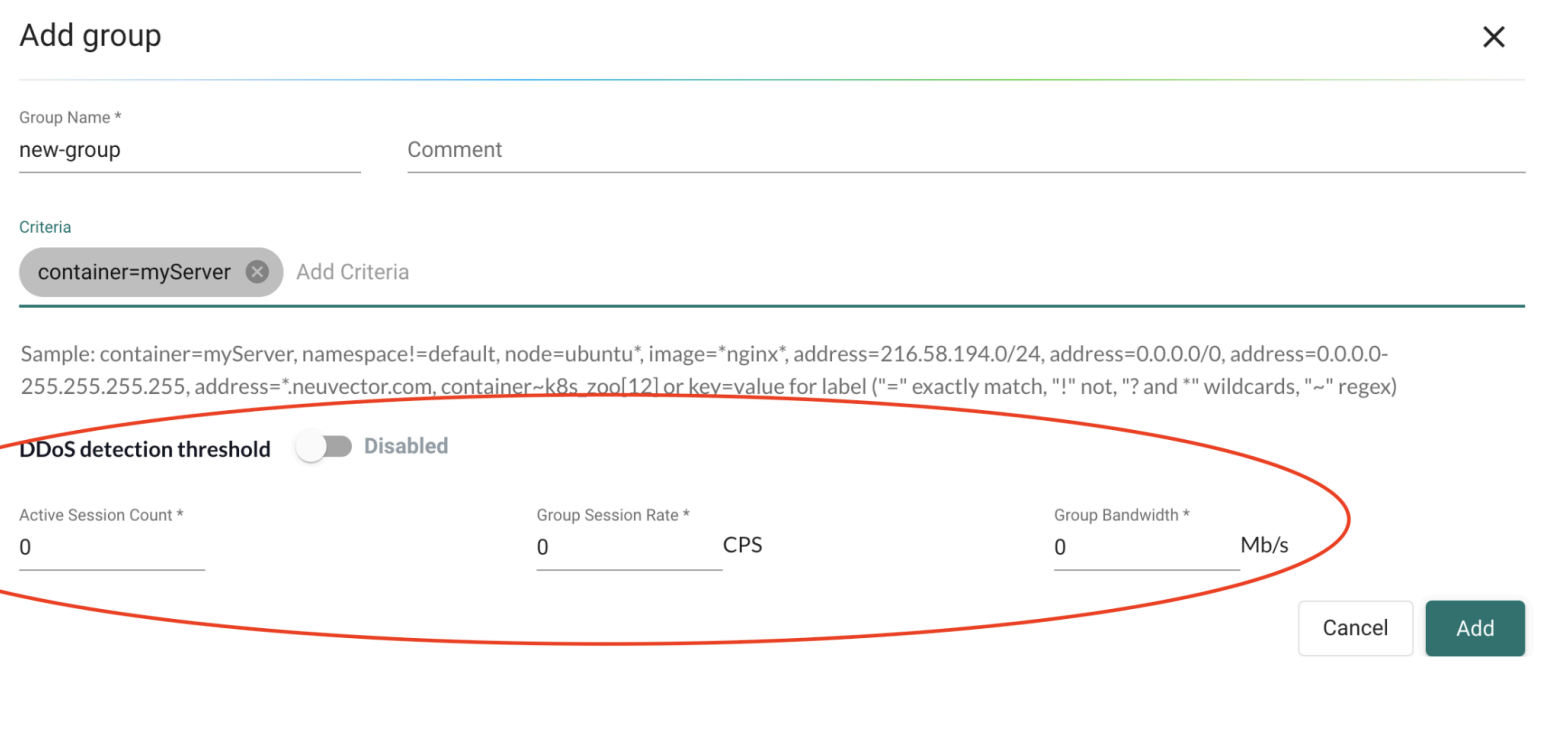 Add group
Group Name *
new-group
Comment
Criteria
container=myServer
Add Criteria
Sample: container=myServer, namespace!=default, node=ubuntu*, image=*nginx*, address=216.58.194.0/24, address=0.0.0.0/0, address=0.0.0.0-
255.255.255.255, address=*.neuvector.com, container~k8s_zoo[12] or key=value for label ("=" exactly match, "!" not, "? and *" wildcards, "~" regex)
DDoS detection threshold
Disabled
Active Session Count *
0
Group Session Rate *
0 CPS
Group Bandwidth *
0 Mb/s
Cancel
Add